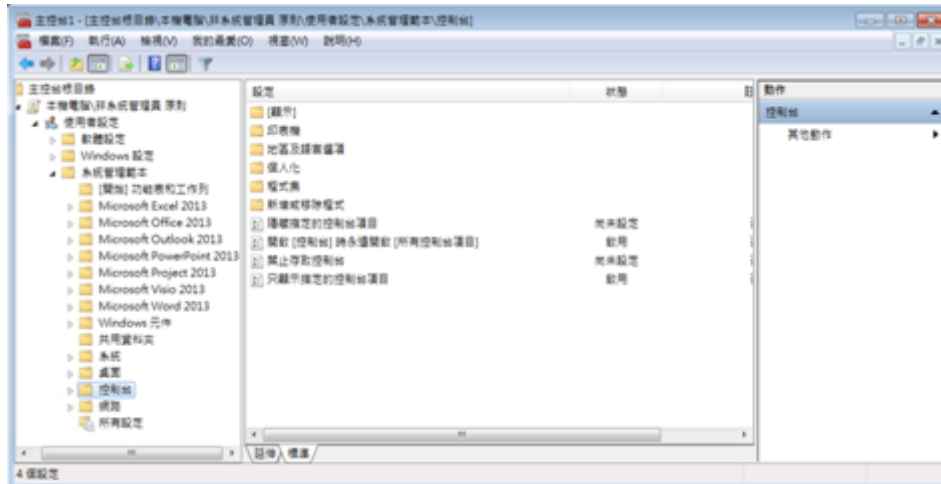 主控台1 - [主控台根目錄\本機電腦\非系統管理員 原則\使用者設定\系統管理範本\控制台]
檔案(F) 執行(A) 檢視(V) 我的最愛(O) 視窗(W) 說明(H)
主控台根目錄
本機電腦\非系統管理員 原則
使用者設定
軟體設定
Windows 設定
系統管理範本
[開始] 功能表和工作列
Microsoft Excel 2013
Microsoft Office 2013
Microsoft Outlook 2013
Microsoft PowerPoint 2013
Microsoft Project 2013
Microsoft Visio 2013
Microsoft Word 2013
Windows 元件
共用資料夾
系統
桌面
控制台
網路
所有設定
設定 狀態
[顯示]
印表機
地區及語言選項
個人化
程式集
新增或移除程式
隱藏指定的控制台項目 尚未設定
開啟 [控制台] 時永遠開啟 [所有控制台項目] 啟用
禁止存取控制台 尚未設定
只顯示指定的控制台項目 啟用
延伸 標準
動作
控制台
其他動作
4 個設定